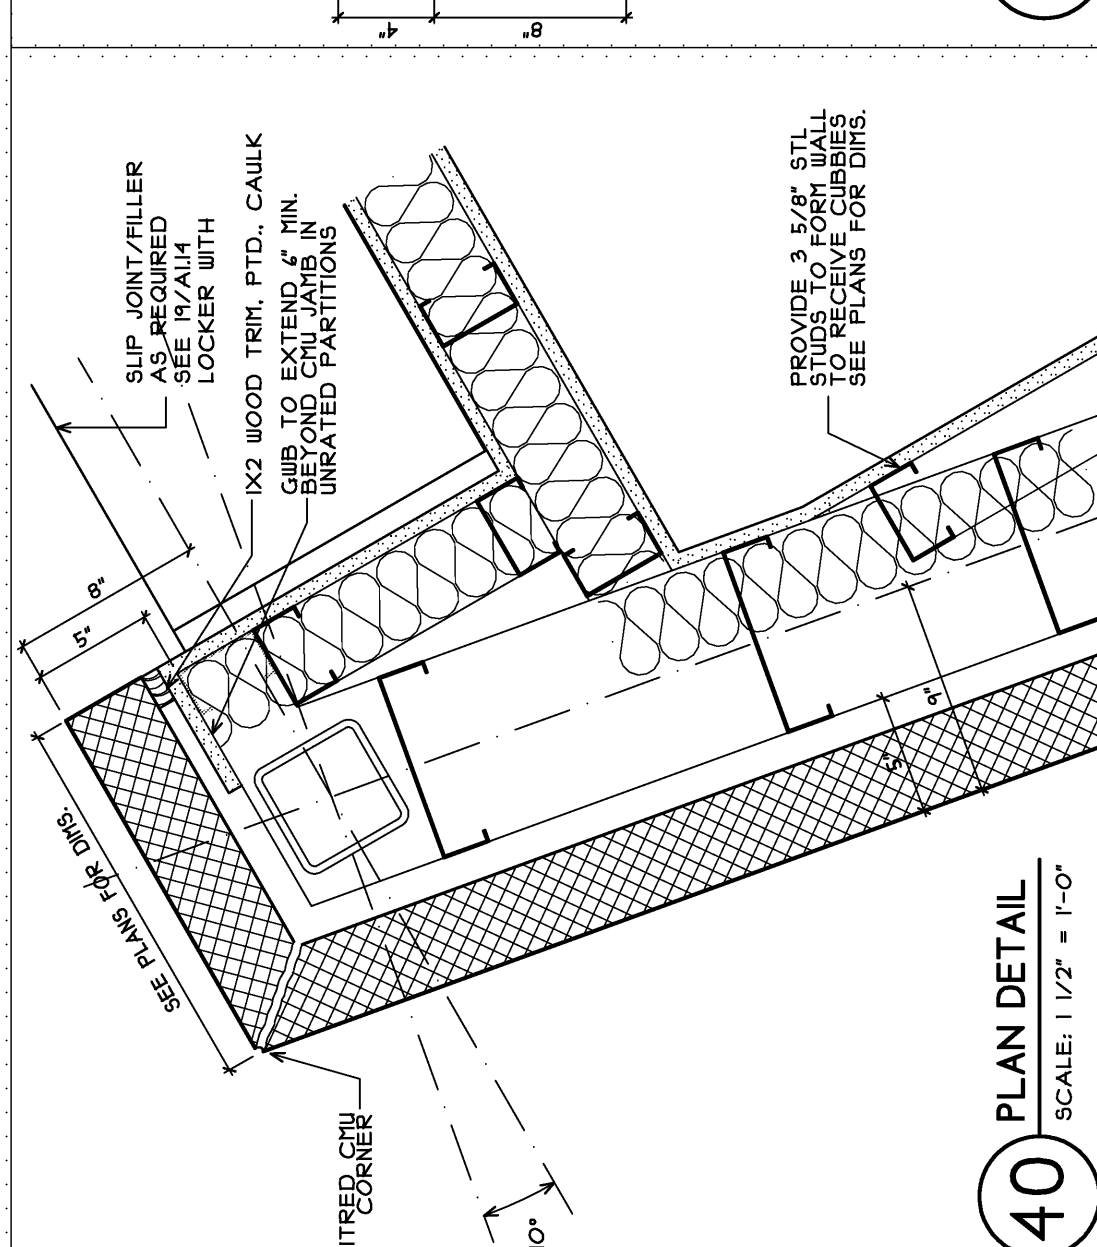 SLIP JOINT/FILLER
AS REQUIRED
SEE 19/A1.14
LOCKER WITH
1X2 WOOD TRIM, PTD., CAULK
GWB TO EXTEND 6" MIN.
BEYOND CMU JAMB IN
UNRATED PARTITIONS
PROVIDE 3 5/8" STL
STUDS TO FORM WALL
TO RECEIVE CUBBIES
SEE PLANS FOR DIMS.
4"
8"
8"
5"
SEE PLANS FOR DIMS.
5"
9"
ITRED CMU
CORNER
10°
40
PLAN DETAIL
SCALE: 1 1/2" = 1'-0"